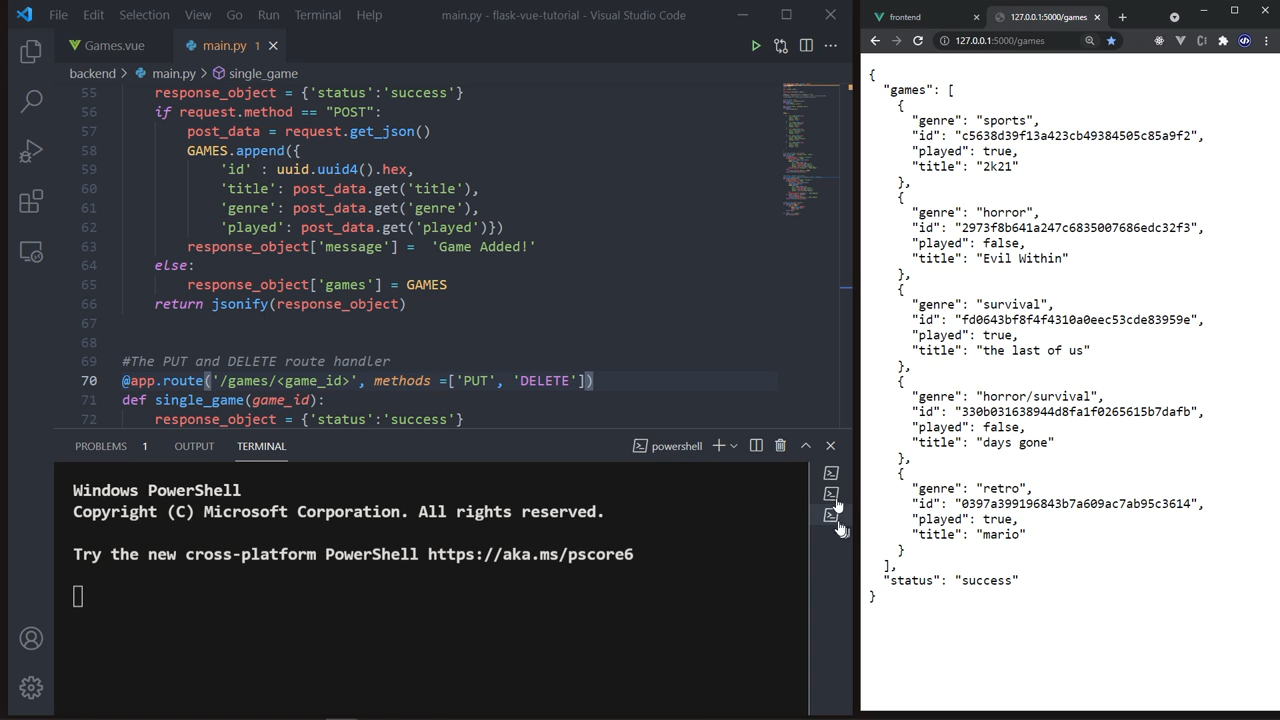 File Edit Selection View Go Run Terminal Help main.py - flask-vue-tutorial - Visual Studio Code
Games.vue main.py 1
backend > main.py > single_game
55 response_object = {'status':'success'}
56 if request.method == "POST":
57 post_data = request.get_json()
58 GAMES.append({
59 'id' : uuid.uuid4().hex,
60 'title': post_data.get('title'),
61 'genre': post_data.get('genre'),
62 'played': post_data.get('played')})
63 response_object['message'] = 'Game Added!'
64 else:
65 response_object['games'] = GAMES
66 return jsonify(response_object)
67
68
69 #The PUT and DELETE route handler
70 @app.route('/games/<game_id>', methods =['PUT', 'DELETE'])
71 def single_game(game_id):
72 response_object = {'status':'success'}
PROBLEMS 1 OUTPUT TERMINAL powershell
Windows PowerShell
Copyright (C) Microsoft Corporation. All rights reserved.
Try the new cross-platform PowerShell https://aka.ms/pscore6
frontend 127.0.0.1:5000/games
127.0.0.1:5000/games
{
"games": [
{
"genre": "sports",
"id": "c5638d39f13a423cb49384505c85a9f2",
"played": true,
"title": "2k21"
},
{
"genre": "horror",
"id": "2973f8b641a247c6835007686edc32f3",
"played": false,
"title": "Evil Within"
},
{
"genre": "survival",
"id": "fd0643bf8f4f4310a0eec53cde83959e",
"played": true,
"title": "the last of us"
},
{
"genre": "horror/survival",
"id": "330b031638944d8fa1f0265615b7dafb",
"played": false,
"title": "days gone"
},
{
"genre": "retro",
"id": "0397a399196843b7a609ac7ab95c3614",
"played": true,
"title": "mario"
}
],
"status": "success"
}